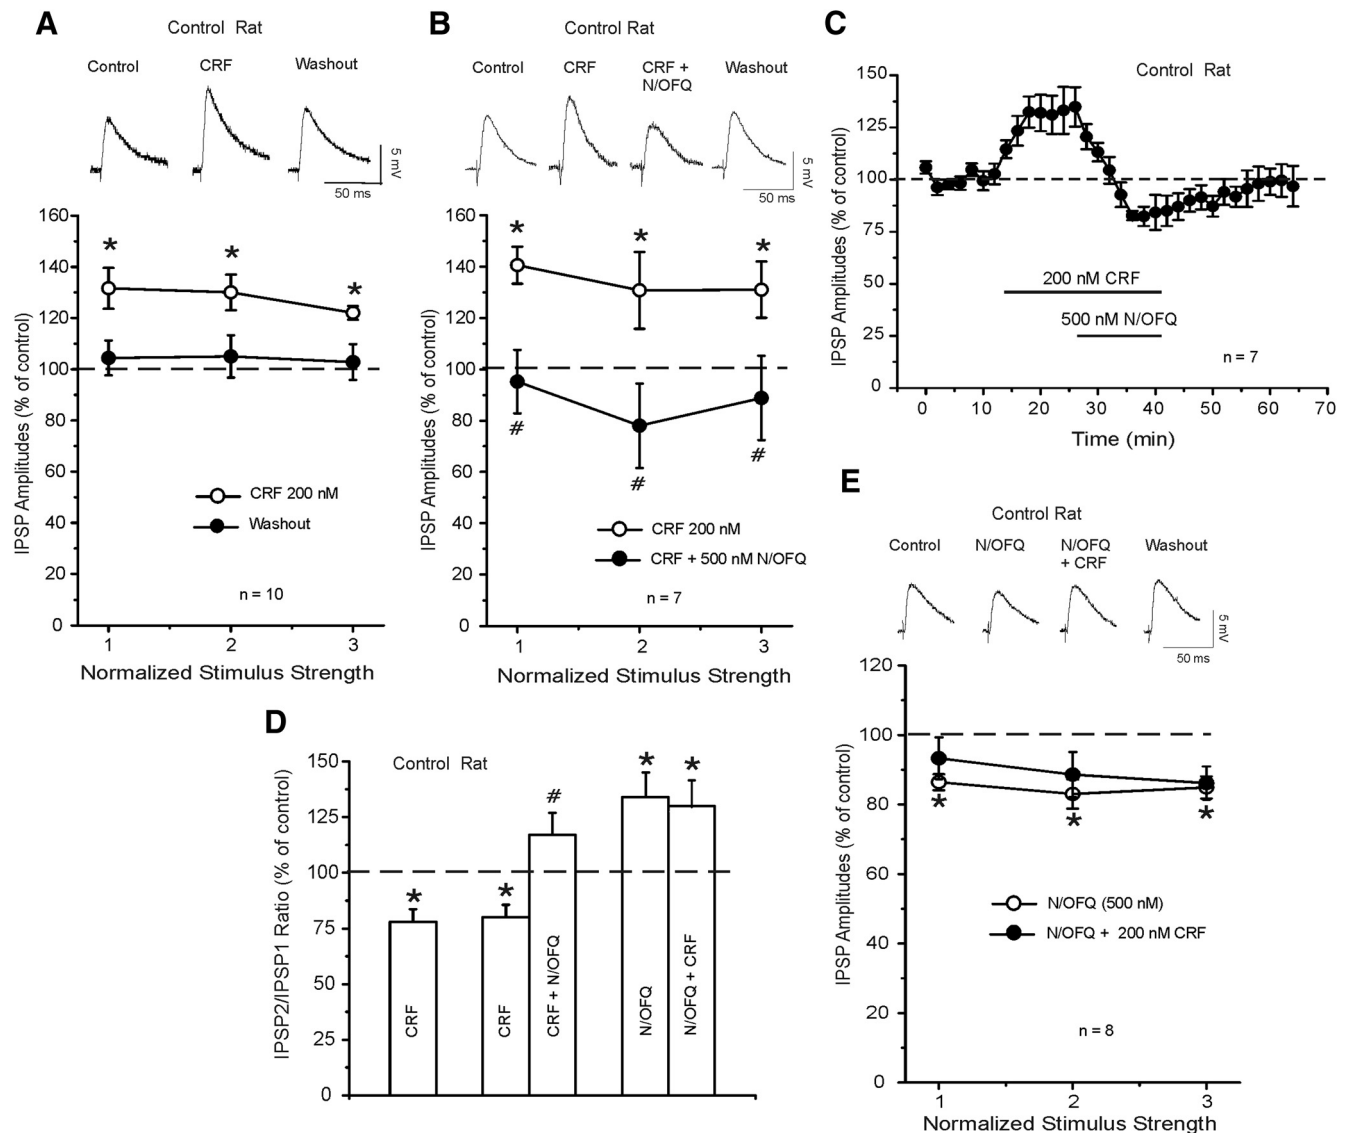 A
Control Rat
Control CRF Washout
5 mV
50 ms
160
140
120
100
80
60
40
20
0
IPSP Amplitudes (% of control)
* * *
CRF 200 nM
Washout
n = 10
1 2 3
Normalized Stimulus Strength
B
Control Rat
Control CRF CRF + Washout
N/OFQ
5 mV
50 ms
160
140
120
100
80
60
40
20
0
IPSP Amplitudes (% of control)
* * *
# # #
CRF 200 nM
CRF + 500 nM N/OFQ
n = 7
1 2 3
Normalized Stimulus Strength
C
Control Rat
150
125
100
75
50
25
0
IPSP Amplitudes (% of control)
200 nM CRF
500 nM N/OFQ
n = 7
0 10 20 30 40 50 60 70
Time (min)
D
Control Rat
150
125
100
75
50
25
0
IPSP2/IPSP1 Ratio (% of control)
* * # * *
CRF
CRF
CRF + N/OFQ
N/OFQ
N/OFQ + CRF
E
Control Rat
Control N/OFQ N/OFQ Washout
+ CRF
5 mV
50 ms
120
100
80
60
40
20
0
IPSP Amplitudes (% of control)
* * *
N/OFQ (500 nM)
N/OFQ + 200 nM CRF
n = 8
1 2 3
Normalized Stimulus Strength